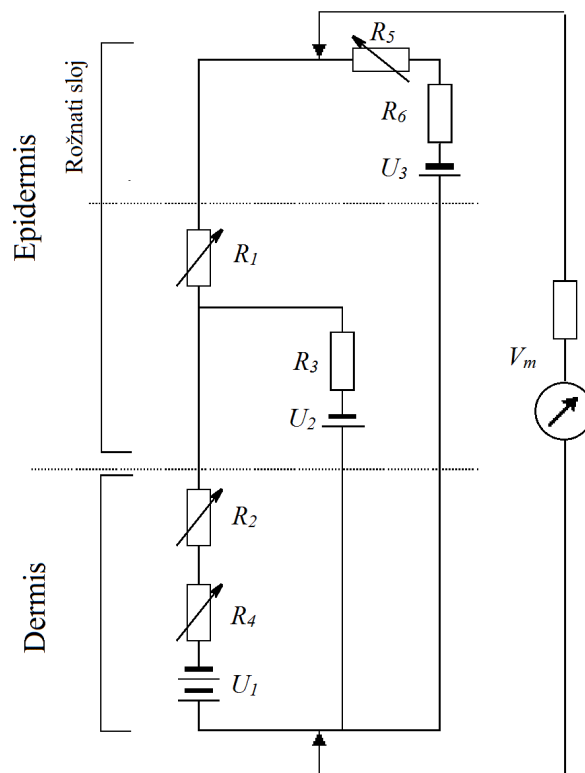 R5
R6
U3
Rožnati sloj
Epidermis
R1
R3
Vm
U2
R2
Dermis
R4
U1